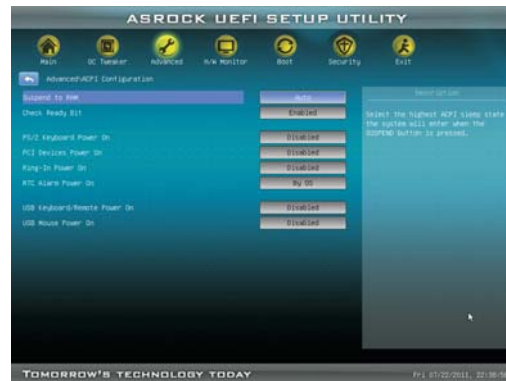 ASROCK UEFI SETUP UTILITY
Main OC Tweaker Advanced H/W Monitor Boot Security Exit
Advanced\ACPI Configuration
Suspend to RAM Auto
Check Ready Bit Enabled
PS/2 Keyboard Power On Disabled
PCI Devices Power On Disabled
Ring-In Power On Disabled
RTC Alarm Power On By OS
USB Keyboard/Remote Power On Disabled
USB Mouse Power On Disabled
Description
Select the highest ACPI sleep state
the system will enter when the
SUSPEND button is pressed.
TOMORROW'S TECHNOLOGY TODAY
Fri 07/22/2011,